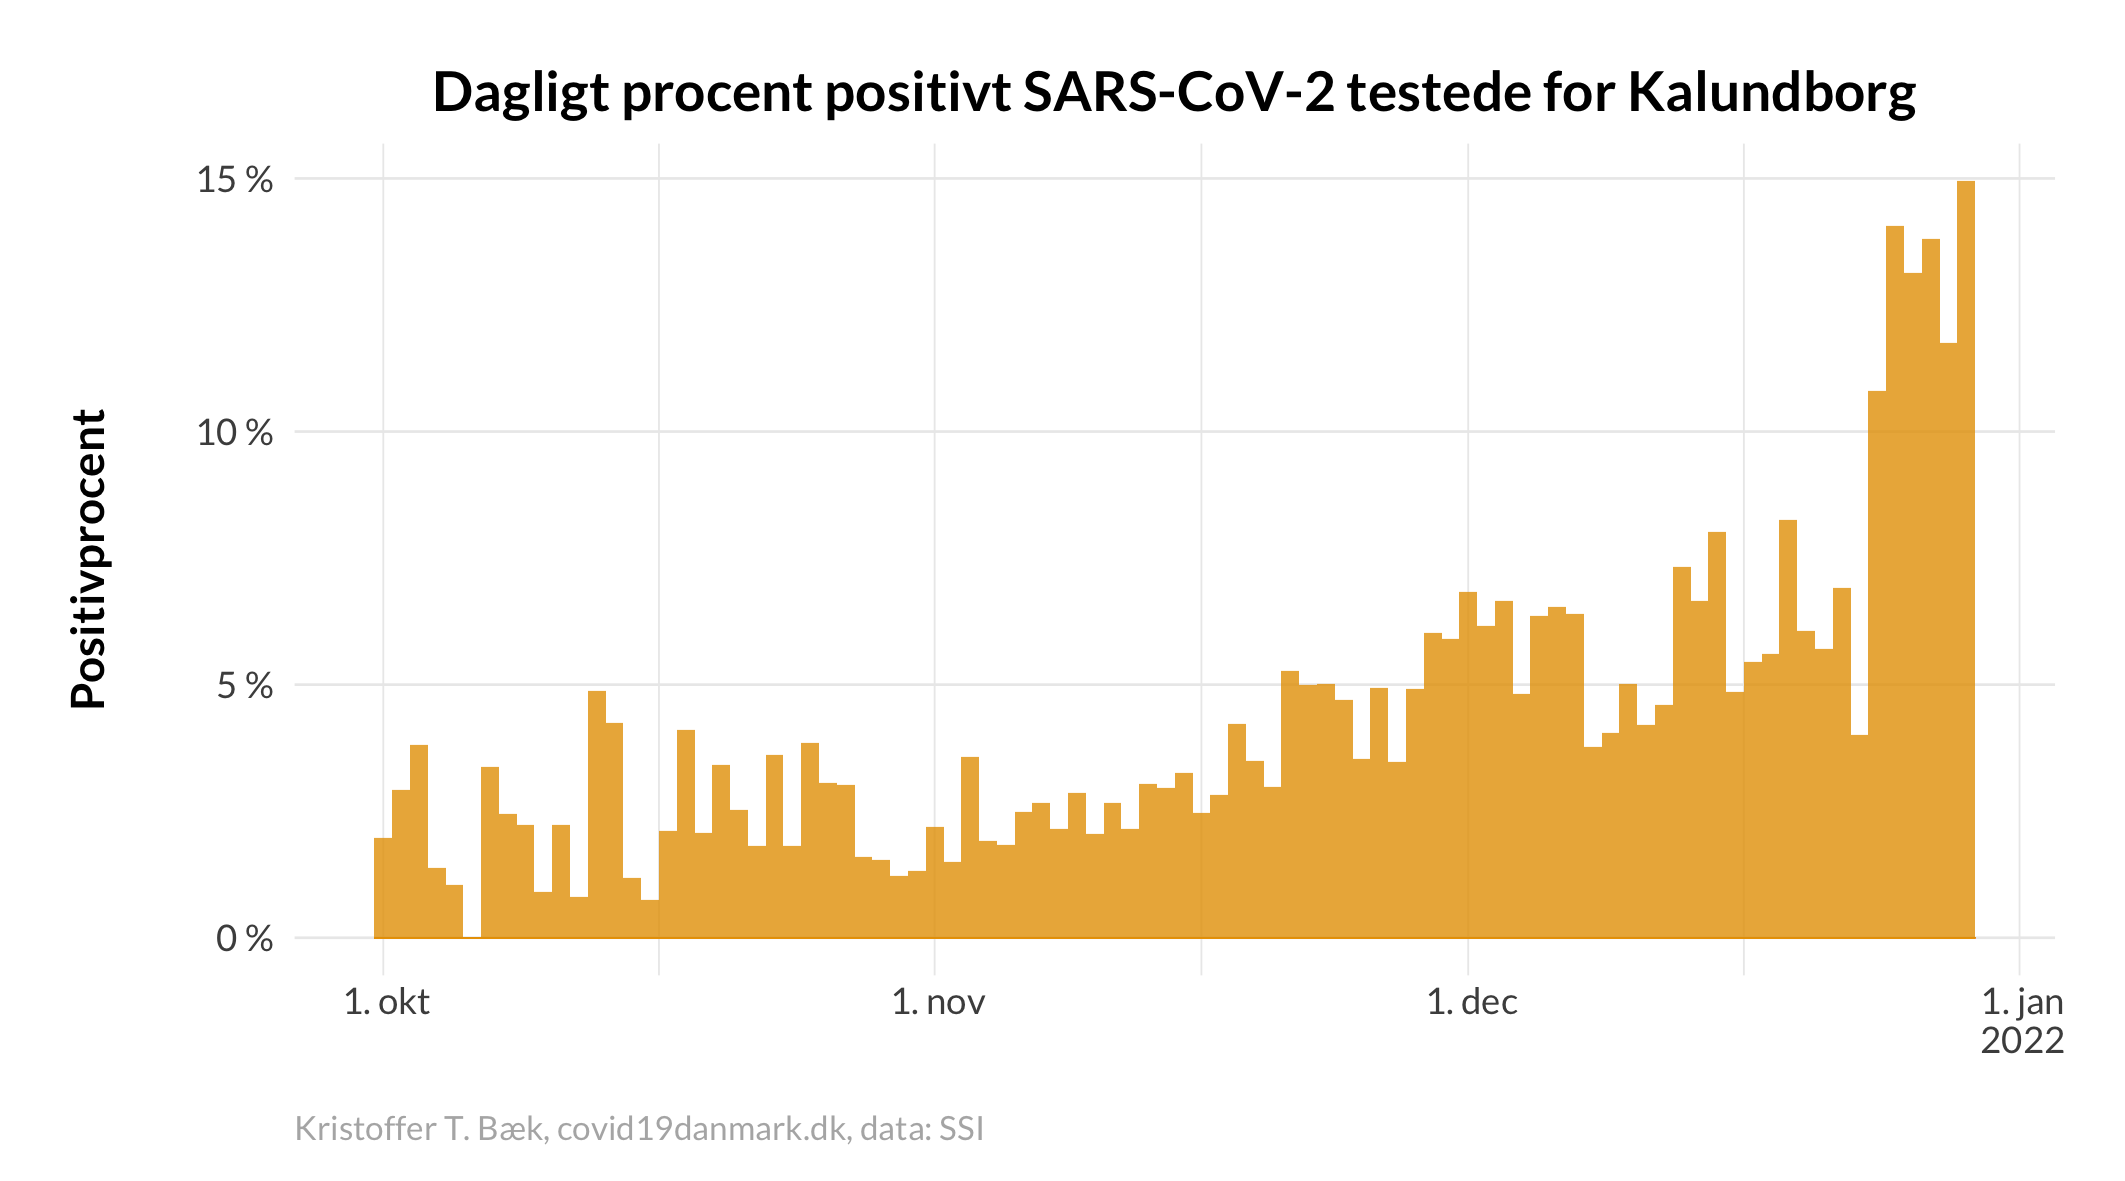 Dagligt procent positivt SARS-CoV-2 testede for Kalundborg
Positivprocent
15 %
10 %
5 %
0 %
1. okt
1. nov
1. dec
1. jan
2022
Kristoffer T. Bæk, covid19danmark.dk, data: SSI